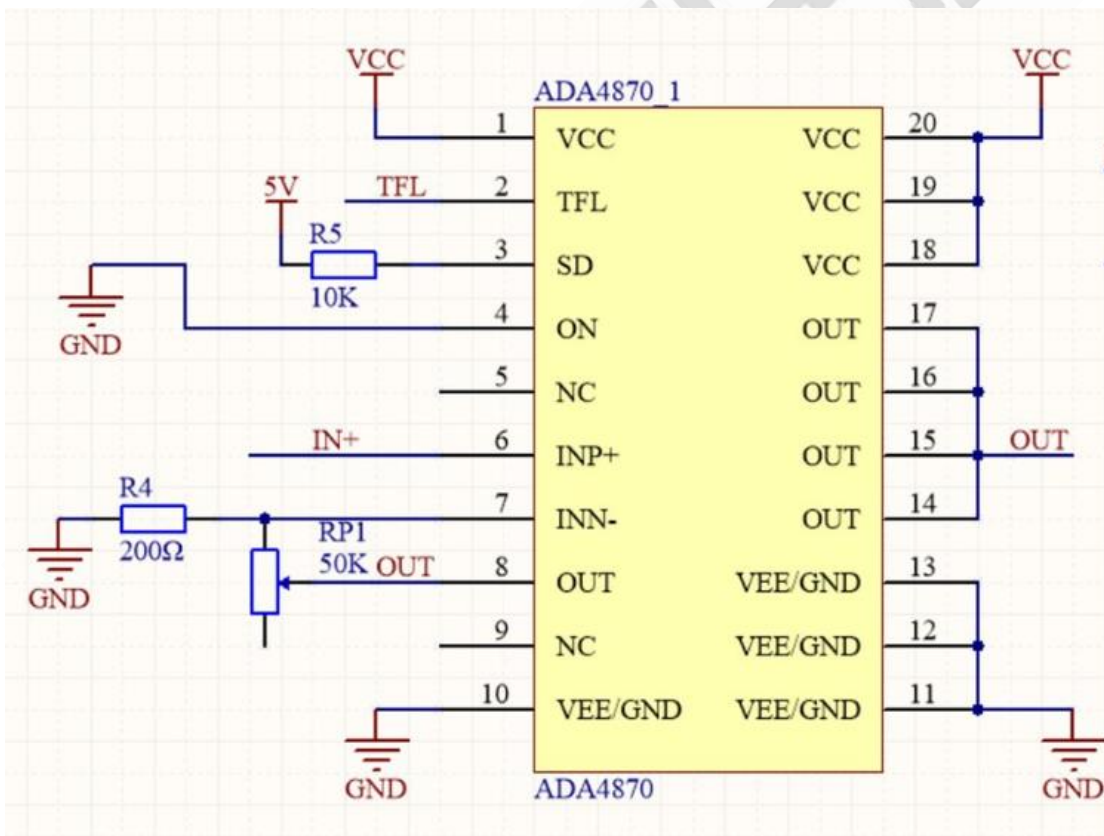 VCC
VCC
ADA4870_1
1 VCC VCC 20
5V TFL 2 TFL VCC 19
R5
3 SD VCC 18
10K
4 ON OUT 17
GND
5 NC OUT 16
IN+ 6 INP+ OUT 15 OUT
R4
7 INN- OUT 14
200Ω RP1
50K OUT 8 OUT VEE/GND 13
GND
9 NC VEE/GND 12
10 VEE/GND VEE/GND 11
GND ADA4870 GND